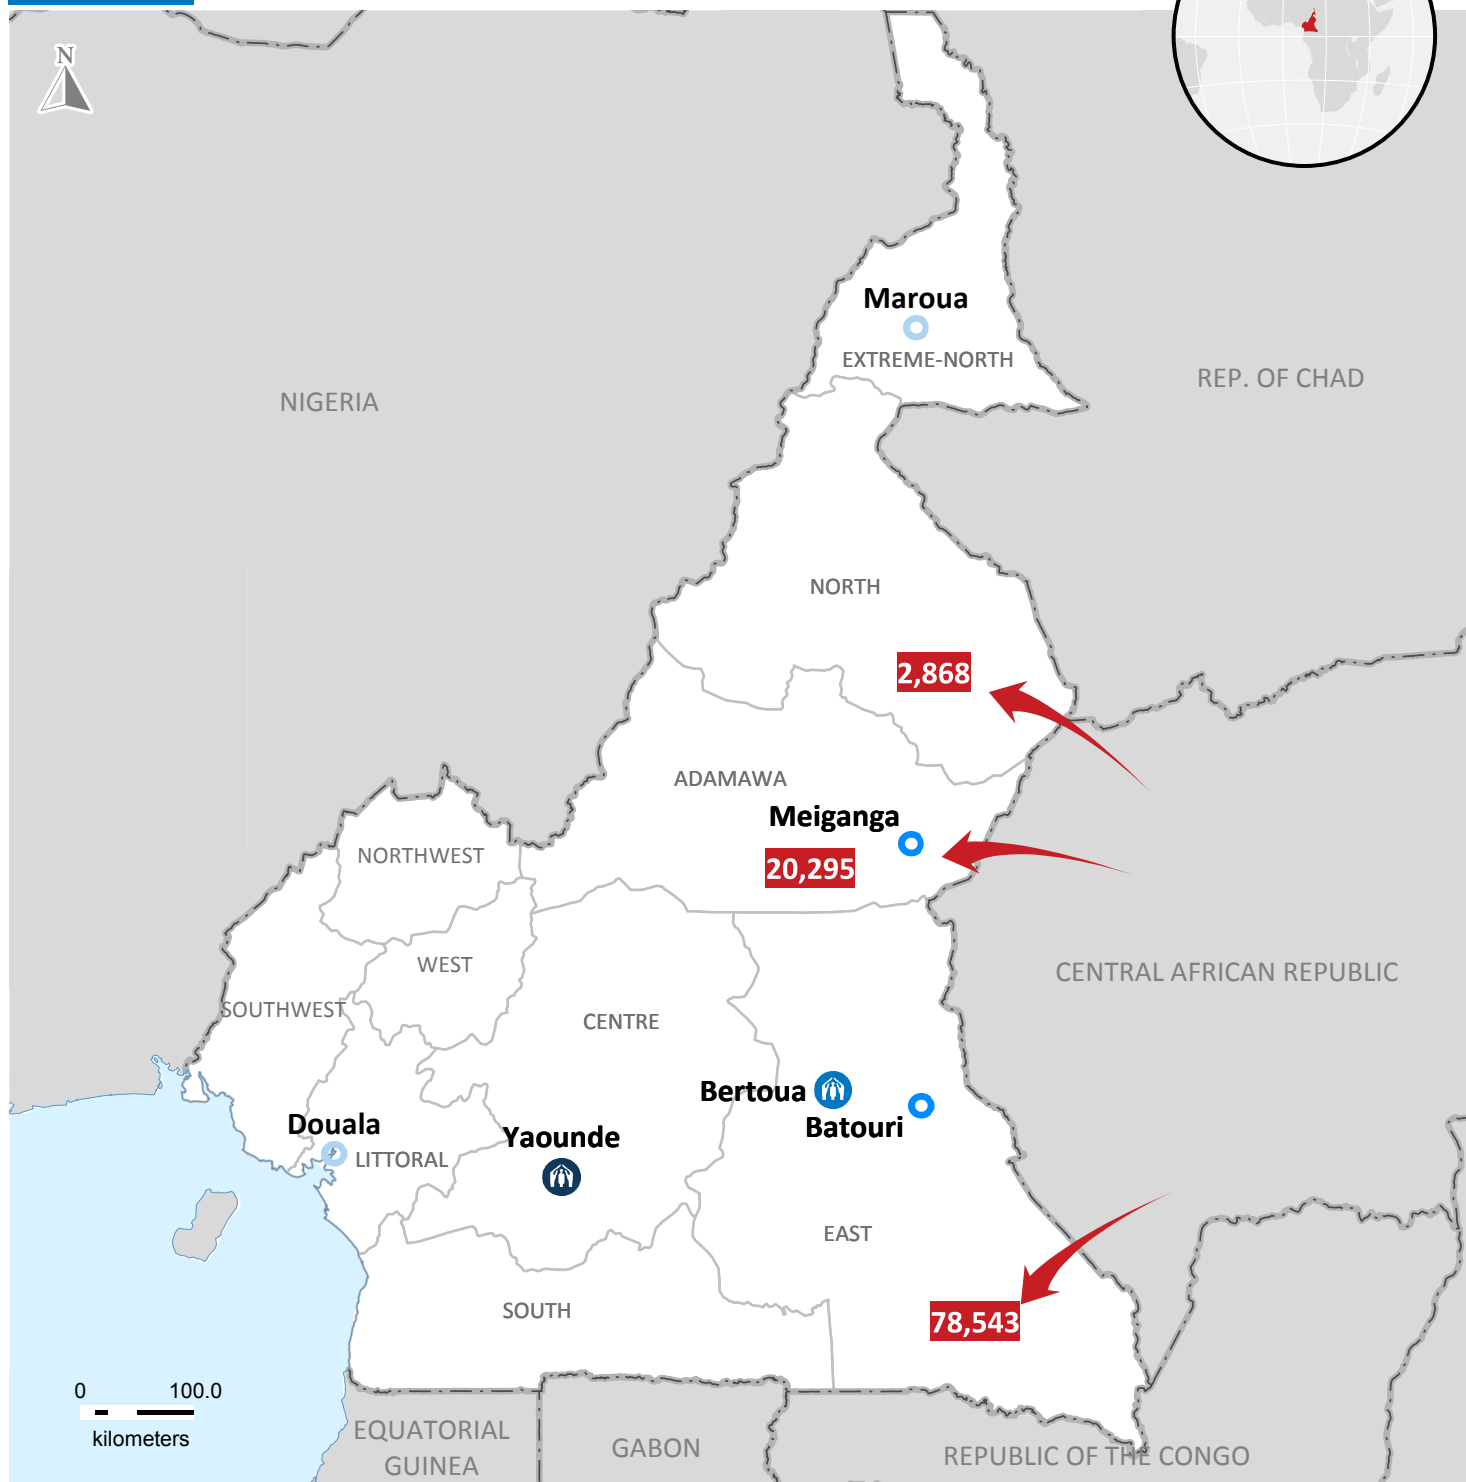 N
Maroua
EXTREME-NORTH
REP. OF CHAD
NIGERIA
NORTH
2,868
ADAMAWA
Meiganga
20,295
NORTHWEST
WEST
CENTRAL AFRICAN REPUBLIC
SOUTHWEST
CENTRE
Bertoua
Batouri
Douala
Yaounde
LITTORAL
EAST
SOUTH
78,543
0 100.0
kilometers
EQUATORIAL
GUINEA
GABON
REPUBLIC OF THE CONGO